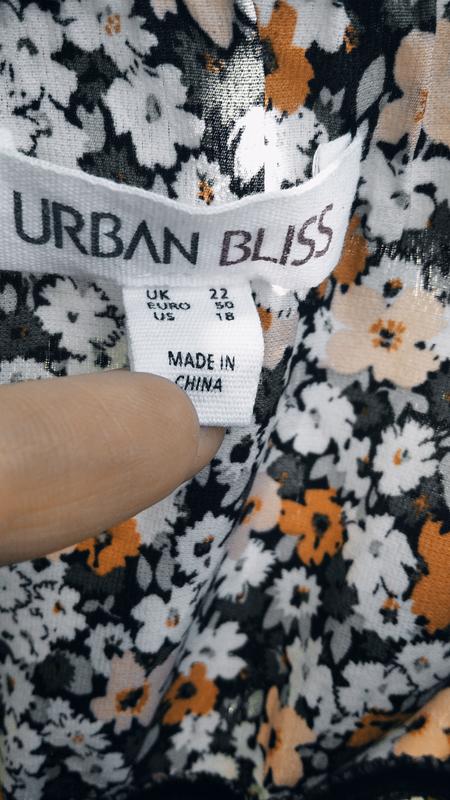 URBAN BLISS
UK 22
EURO 50
US 18
MADE IN
CHINA